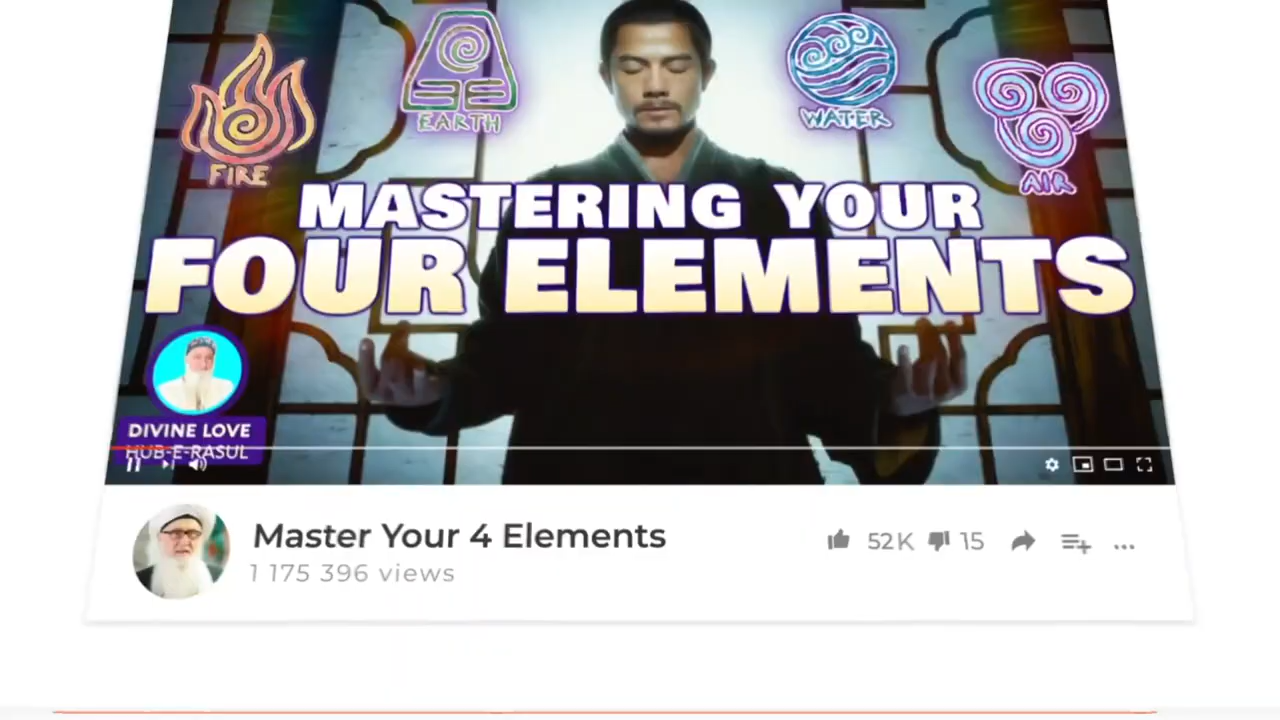 FIRE
EARTH
WATER
AIR
MASTERING YOUR
FOUR ELEMENTS
DIVINE LOVE
HUB-E-RASUL
Master Your 4 Elements
52K
15
1 175 396 views